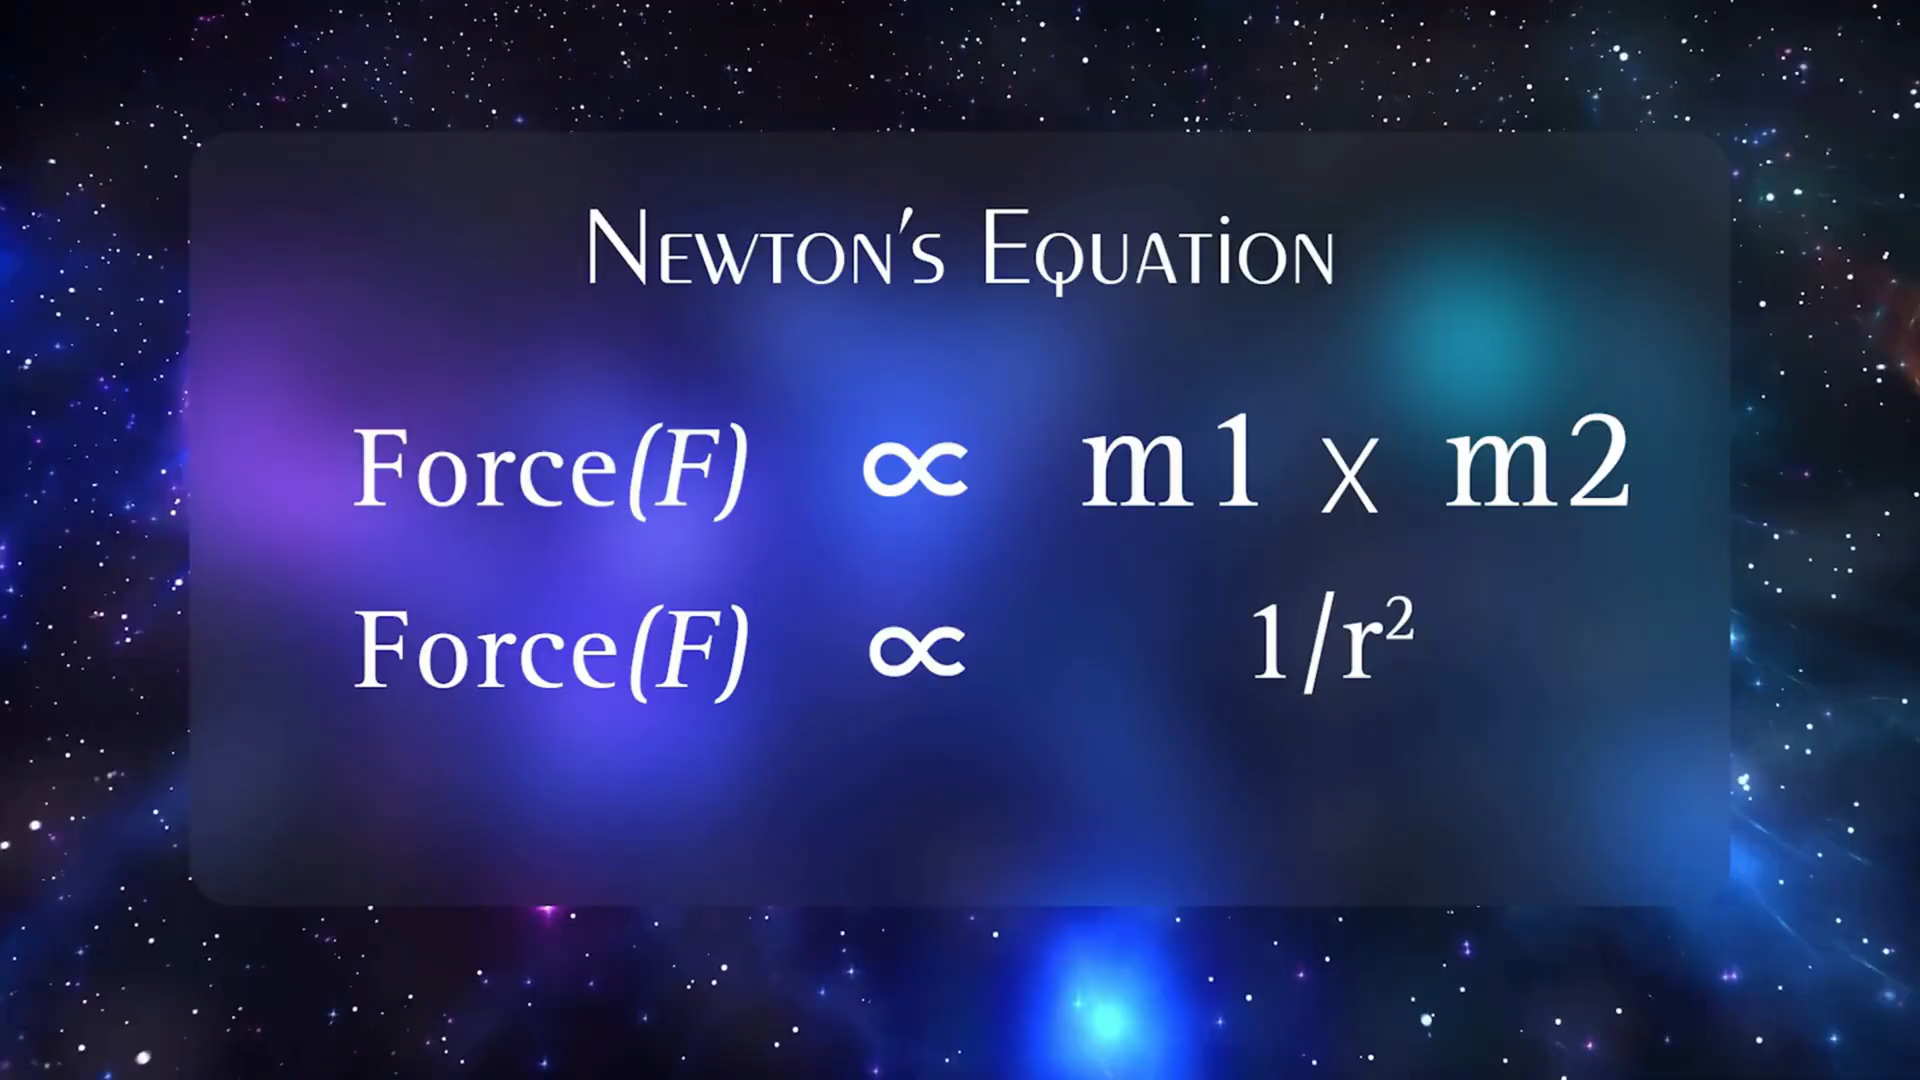 Newton's Equation
Force(F) ∝ m1 x m2
Force(F) ∝ 1/r²